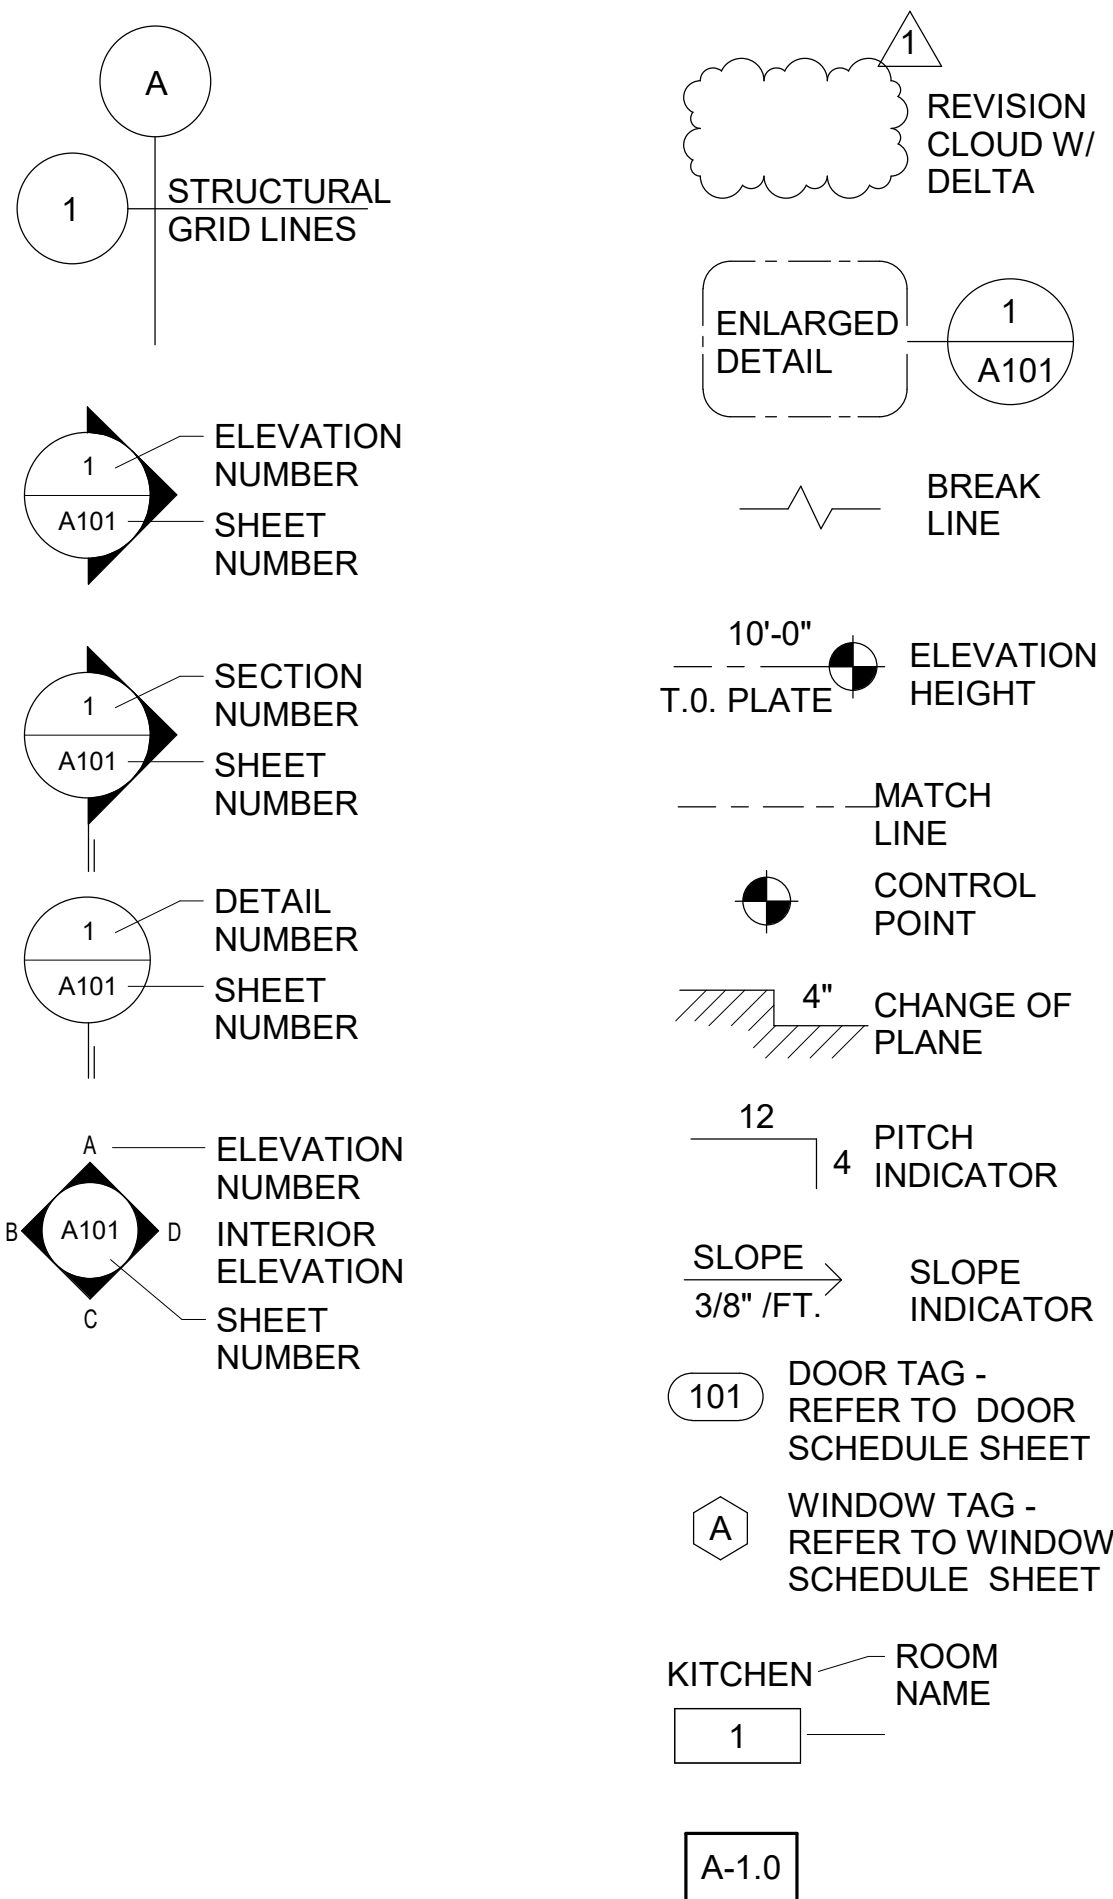 A
1
STRUCTURAL
GRID LINES
1
A101
ELEVATION
NUMBER
SHEET
NUMBER
1
A101
SECTION
NUMBER
SHEET
NUMBER
1
A101
DETAIL
NUMBER
SHEET
NUMBER
A
B
A101
D
C
ELEVATION
NUMBER
INTERIOR
ELEVATION
SHEET
NUMBER
1
REVISION
CLOUD W/
DELTA
ENLARGED
DETAIL
1
A101
BREAK
LINE
10'-0"
T.O. PLATE
ELEVATION
HEIGHT
MATCH
LINE
CONTROL
POINT
4"
CHANGE OF
PLANE
12
4
PITCH
INDICATOR
SLOPE
3/8" /FT.
SLOPE
INDICATOR
101
DOOR TAG -
REFER TO  DOOR
SCHEDULE SHEET
A
WINDOW TAG -
REFER TO WINDOW
SCHEDULE  SHEET
KITCHEN
ROOM
NAME
1
A-1.0